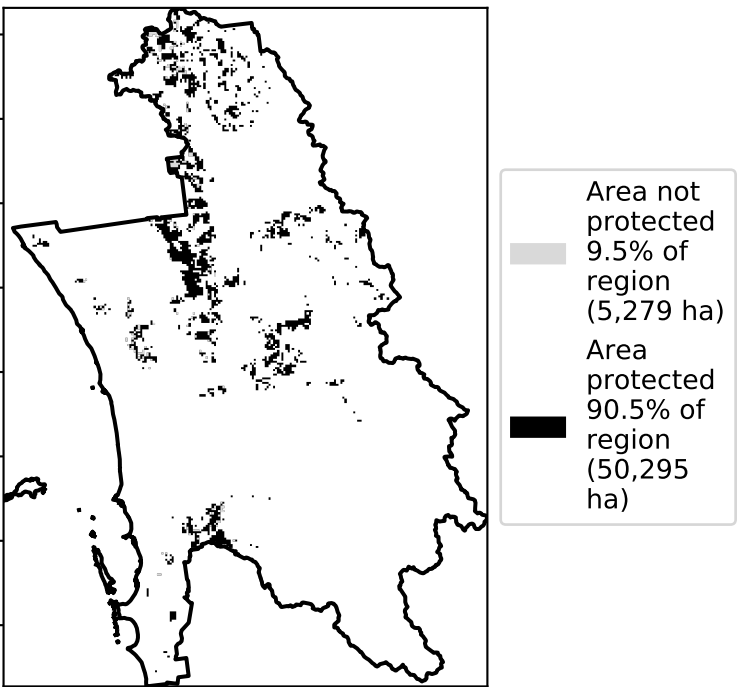 Area not
protected
9.5% of
region
(5,279 ha)
Area
protected
90.5% of
region
(50,295
ha)